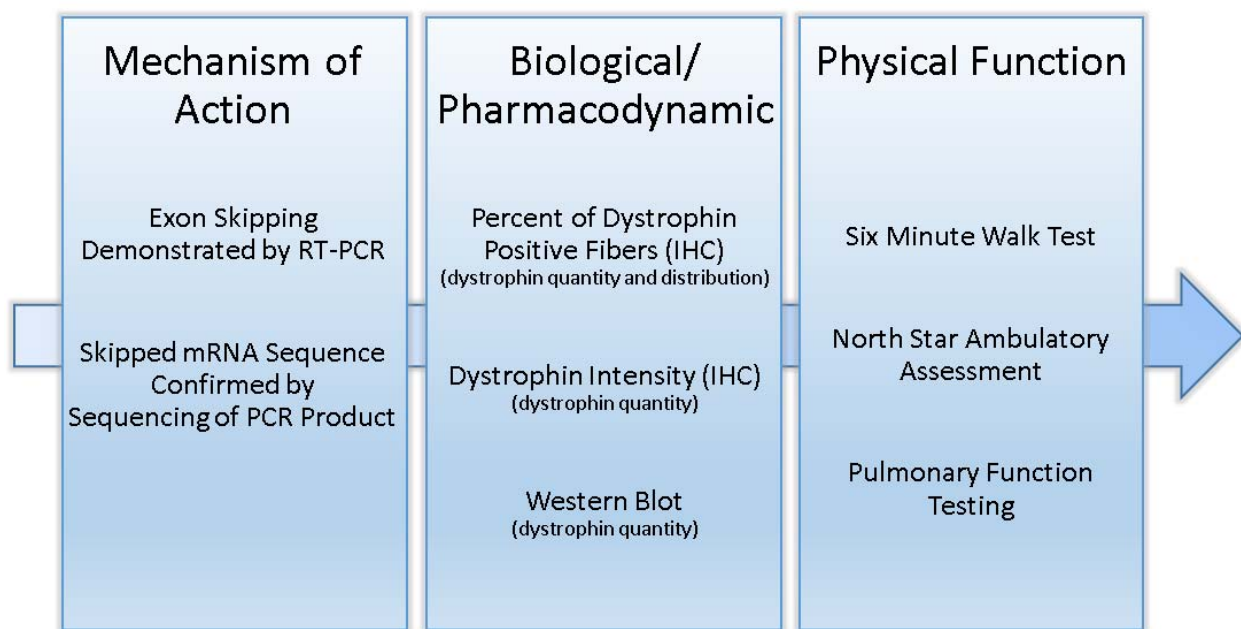 Mechanism of
Action
Exon Skipping
Demonstrated by RT-PCR
Skipped mRNA Sequence
Confirmed by
Sequencing of PCR Product
Biological/
Pharmacodynamic
Percent of Dystrophin
Positive Fibers (IHC)
(dystrophin quantity and distribution)
Dystrophin Intensity (IHC)
(dystrophin quantity)
Western Blot
(dystrophin quantity)
Physical Function
Six Minute Walk Test
North Star Ambulatory
Assessment
Pulmonary Function
Testing